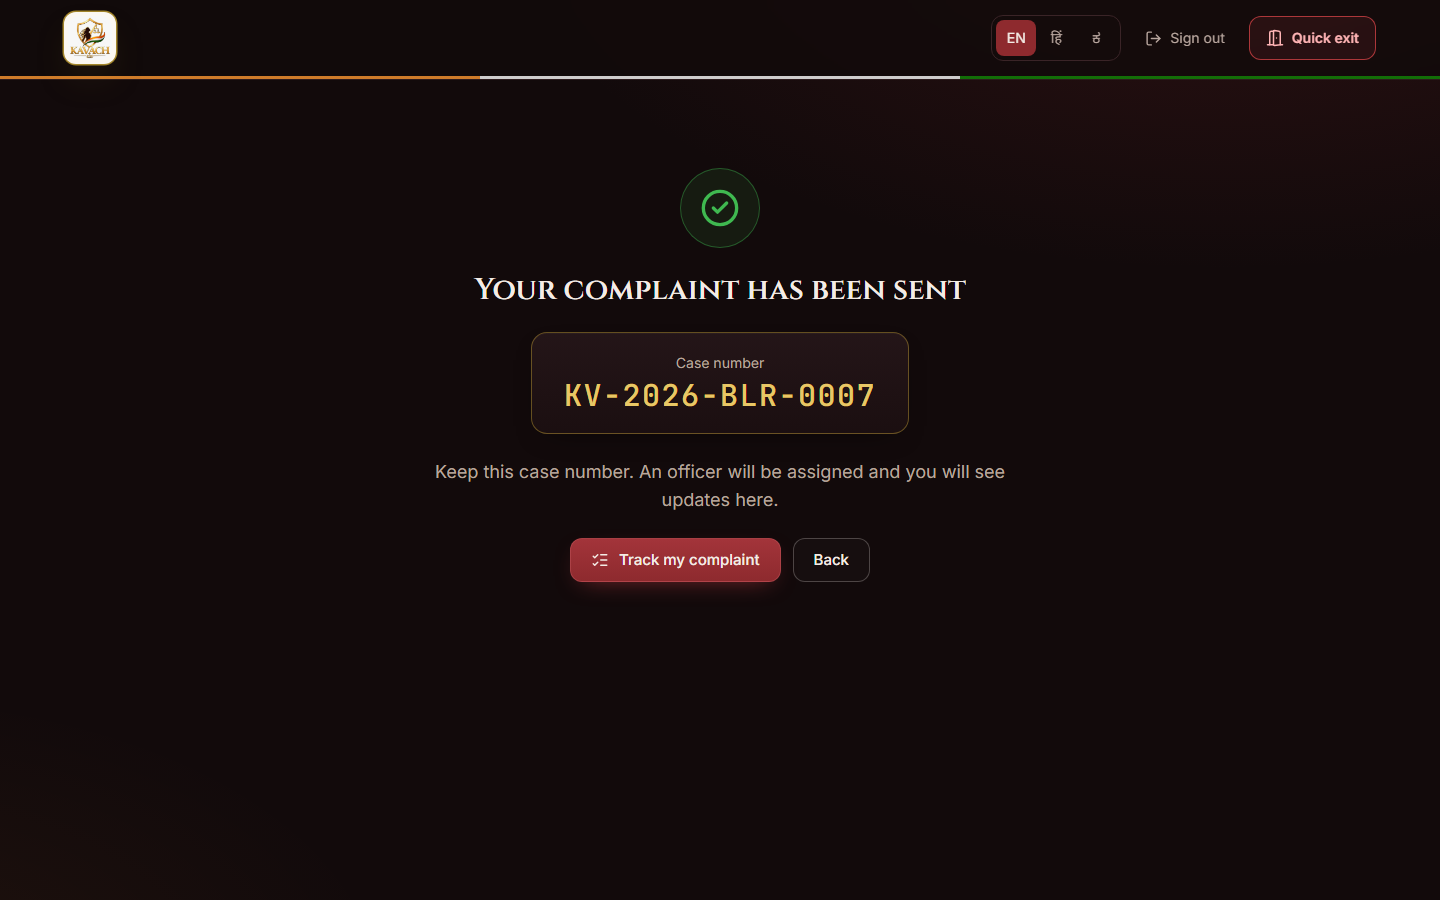 KAVACH
EN
हिं
ಕ
Sign out
Quick exit
Your complaint has been sent
Case number
KV-2026-BLR-0007
Keep this case number. An officer will be assigned and you will see
updates here.
Track my complaint
Back